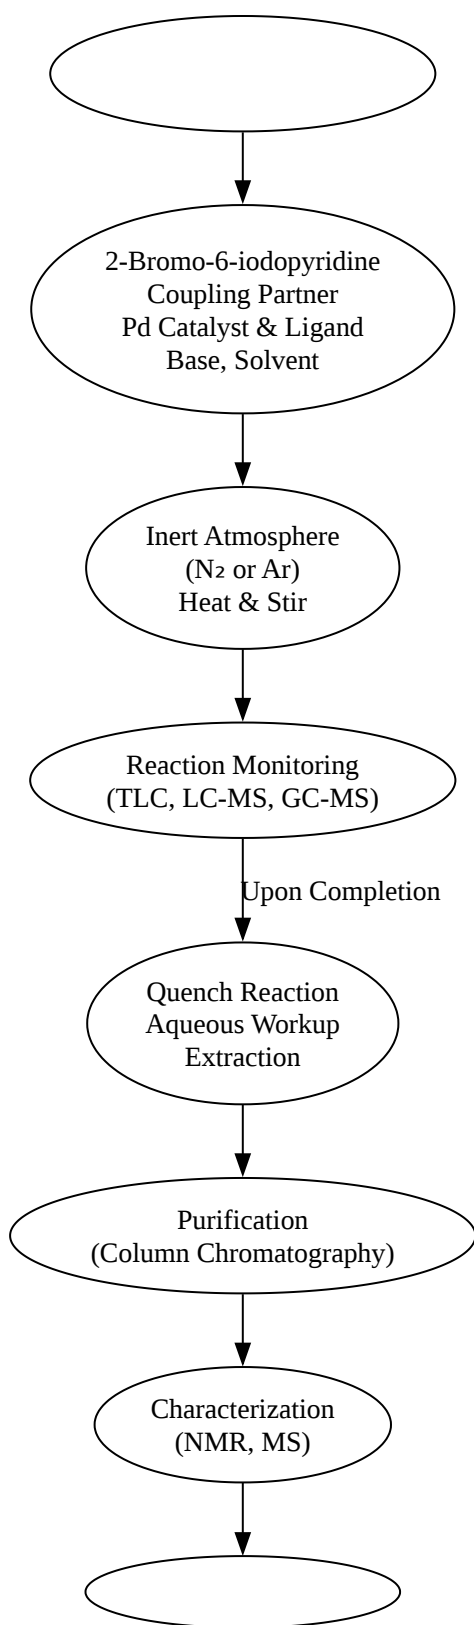 2-Bromo-6-iodopyridine
Coupling Partner
Pd Catalyst & Ligand
Base, Solvent
Inert Atmosphere
(N₂ or Ar)
Heat & Stir
Reaction Monitoring
(TLC, LC-MS, GC-MS)
Upon Completion
Quench Reaction
Aqueous Workup
Extraction
Purification
(Column Chromatography)
Characterization
(NMR, MS)